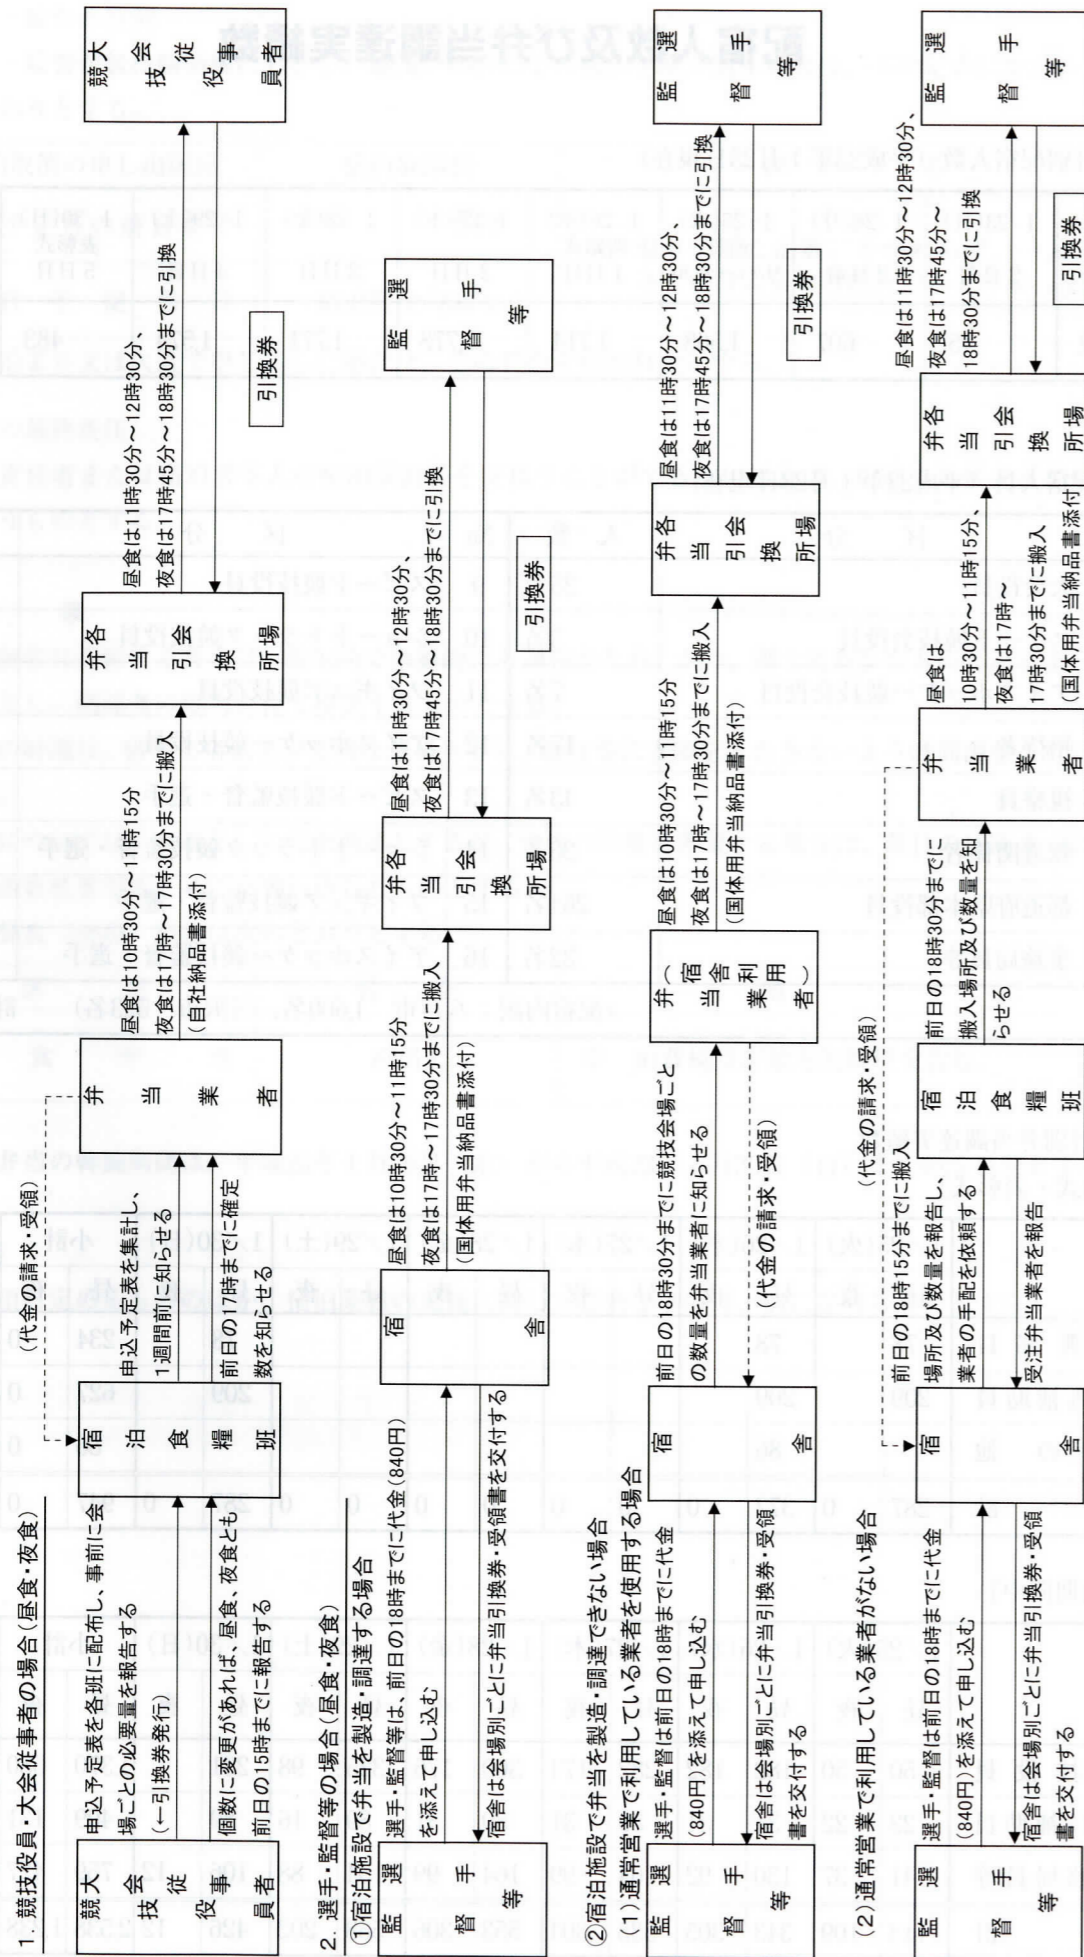 1. 競技役員・大会従事者の場合(昼食・夜食)
競技役員
大会従事者
申込予定表を各班に配布し、事前に会
場ごとの必要量を報告する
(←引換券発行)
個数に変更があれば、昼食、夜食とも
前日の15時までに報告する
宿泊食糧班
(代金の請求・受領)
申込予定表を集計し、
1週間前に知らせる
前日の17時までに確定
数を知らせる
弁当業者
昼食は10時30分～11時15分
夜食は17時～17時30分までに搬入
(自社納品書添付)
各会場
弁当引換所
昼食は11時30分～12時30分、
夜食は17時45分～18時30分までに引換
引換券
競技役員
大会従事者
2. 選手・監督等の場合(昼食・夜食)
①宿泊施設で弁当を製造・調達する場合
選手
監督等
選手・監督等は、前日の18時までに代金(840円)
を添えて申し込む
宿舎は会場別ごとに弁当引換券・受領書を交付する
宿舎
昼食は10時30分～11時15分
夜食は17時～17時30分までに搬入
(国体用弁当納品書添付)
各会場
弁当引換所
昼食は11時30分～12時30分、
夜食は17時45分～18時30分までに引換
引換券
選手
監督等
②宿泊施設で弁当を製造・調達できない場合
(1)通常営業で利用している業者を使用する場合
選手
監督等
選手・監督は前日の18時までに代金
(840円)を添えて申し込む
宿舎は会場別ごとに弁当引換券・受領
書を交付する
宿舎
前日の18時30分までに競技会場ごと
の数量を弁当業者に知らせる
(代金の請求・受領)
弁当業者
(宿舎利用)
昼食は10時30分～11時15分
夜食は17時～17時30分までに搬入
(国体用弁当納品書添付)
各会場
弁当引換所
昼食は11時30分～12時30分、
夜食は17時45分～18時30分までに引換
引換券
選手
監督等
(2)通常営業で利用している業者がない場合
選手
監督等
選手・監督は前日の18時までに代金
(840円)を添えて申し込む
宿舎は会場別ごとに弁当引換券・受領
書を交付する
宿舎
(代金の請求・受領)
前日の18時15分までに搬入
場所及び数量を報告し、
業者の手配を依頼する
受注弁当業者を報告
宿泊食糧班
前日の18時30分までに
搬入場所及び数量を知
らせる
弁当業者
昼食は
10時30分～11時15分、
夜食は17時～
17時30分までに搬入
(国体用弁当納品書添付)
各会場
弁当引換所
昼食は11時30分～12時30分、
夜食は17時45分～
18時30分までに引換
引換券
選手
監督等